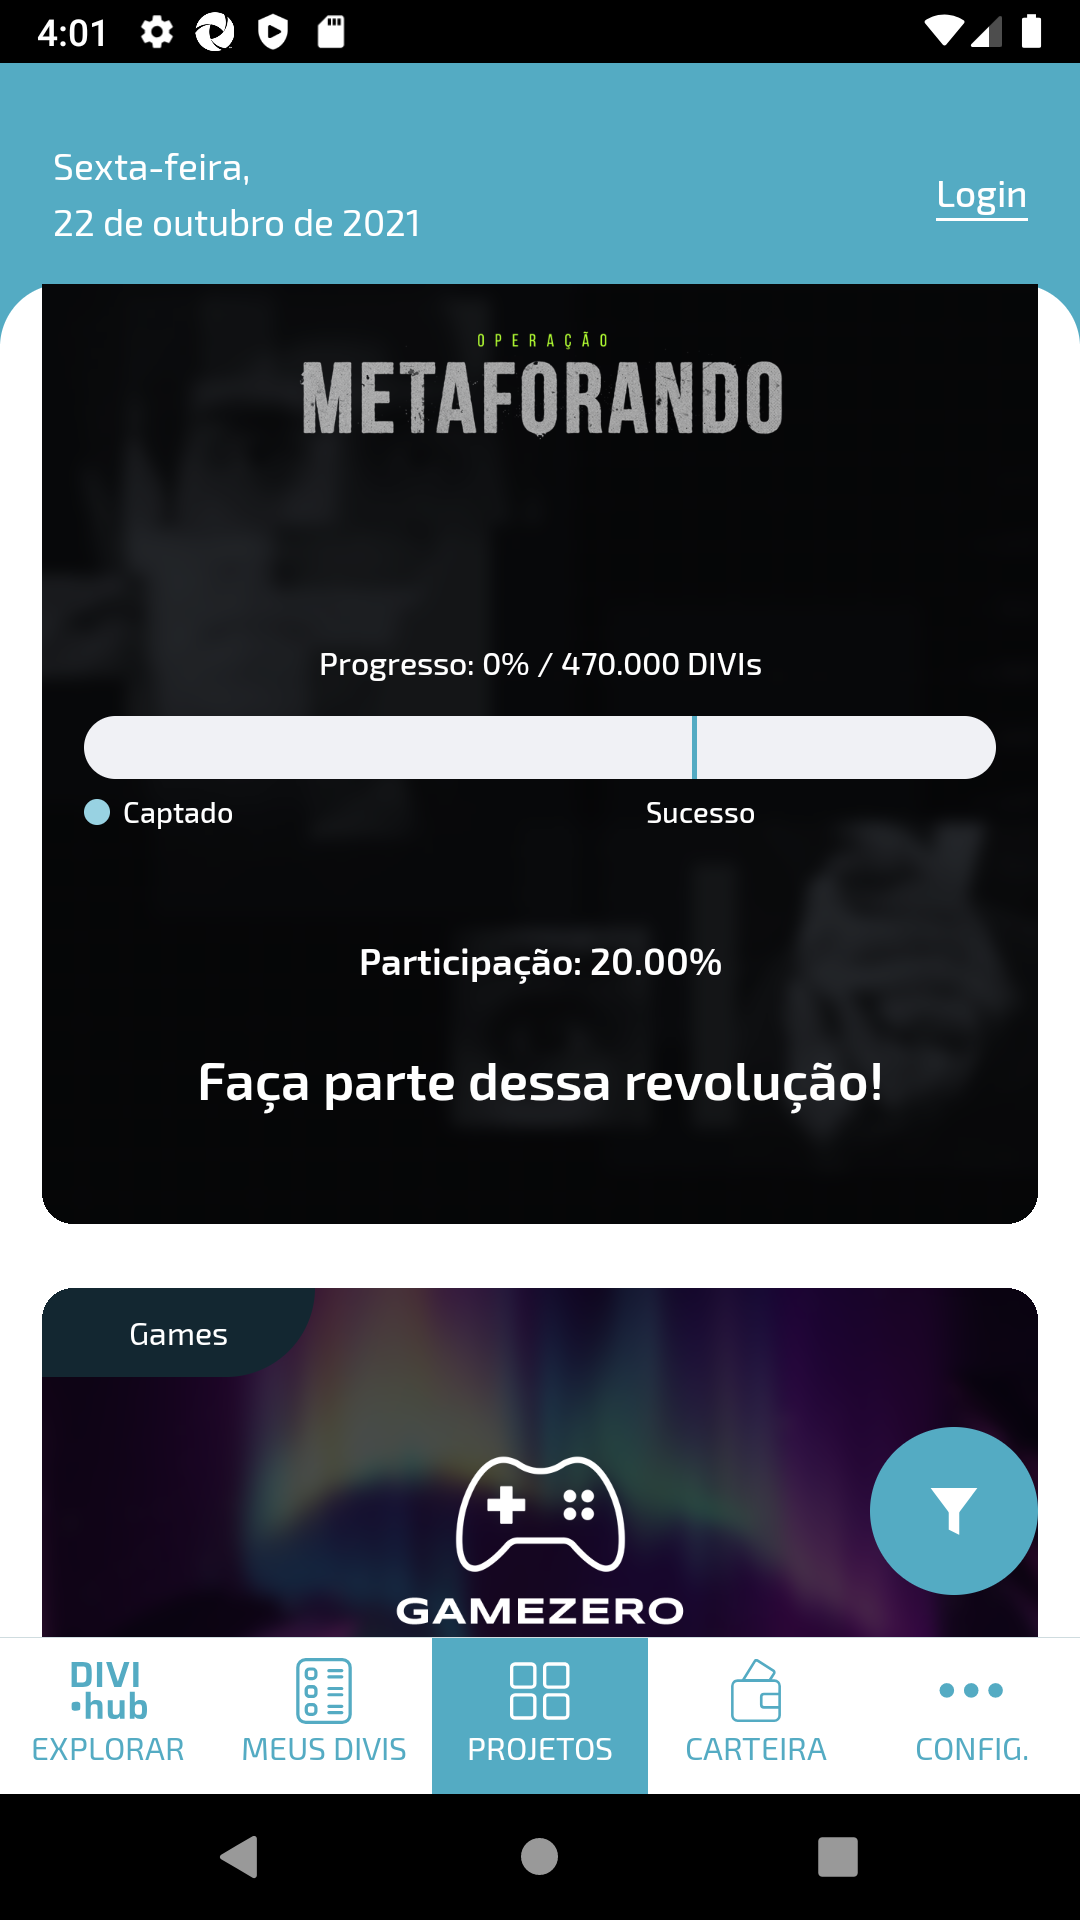 4:01
Sexta-feira,
22 de outubro de 2021
Login
OPERAÇÃO
METAFORANDO
Progresso: 0% / 470.000 DIVIs
Captado
Sucesso
Participação: 20.00%
Faça parte dessa revolução!
Games
GAMEZERO
DIVI
hub
EXPLORAR
MEUS DIVIS
PROJETOS
CARTEIRA
CONFIG.